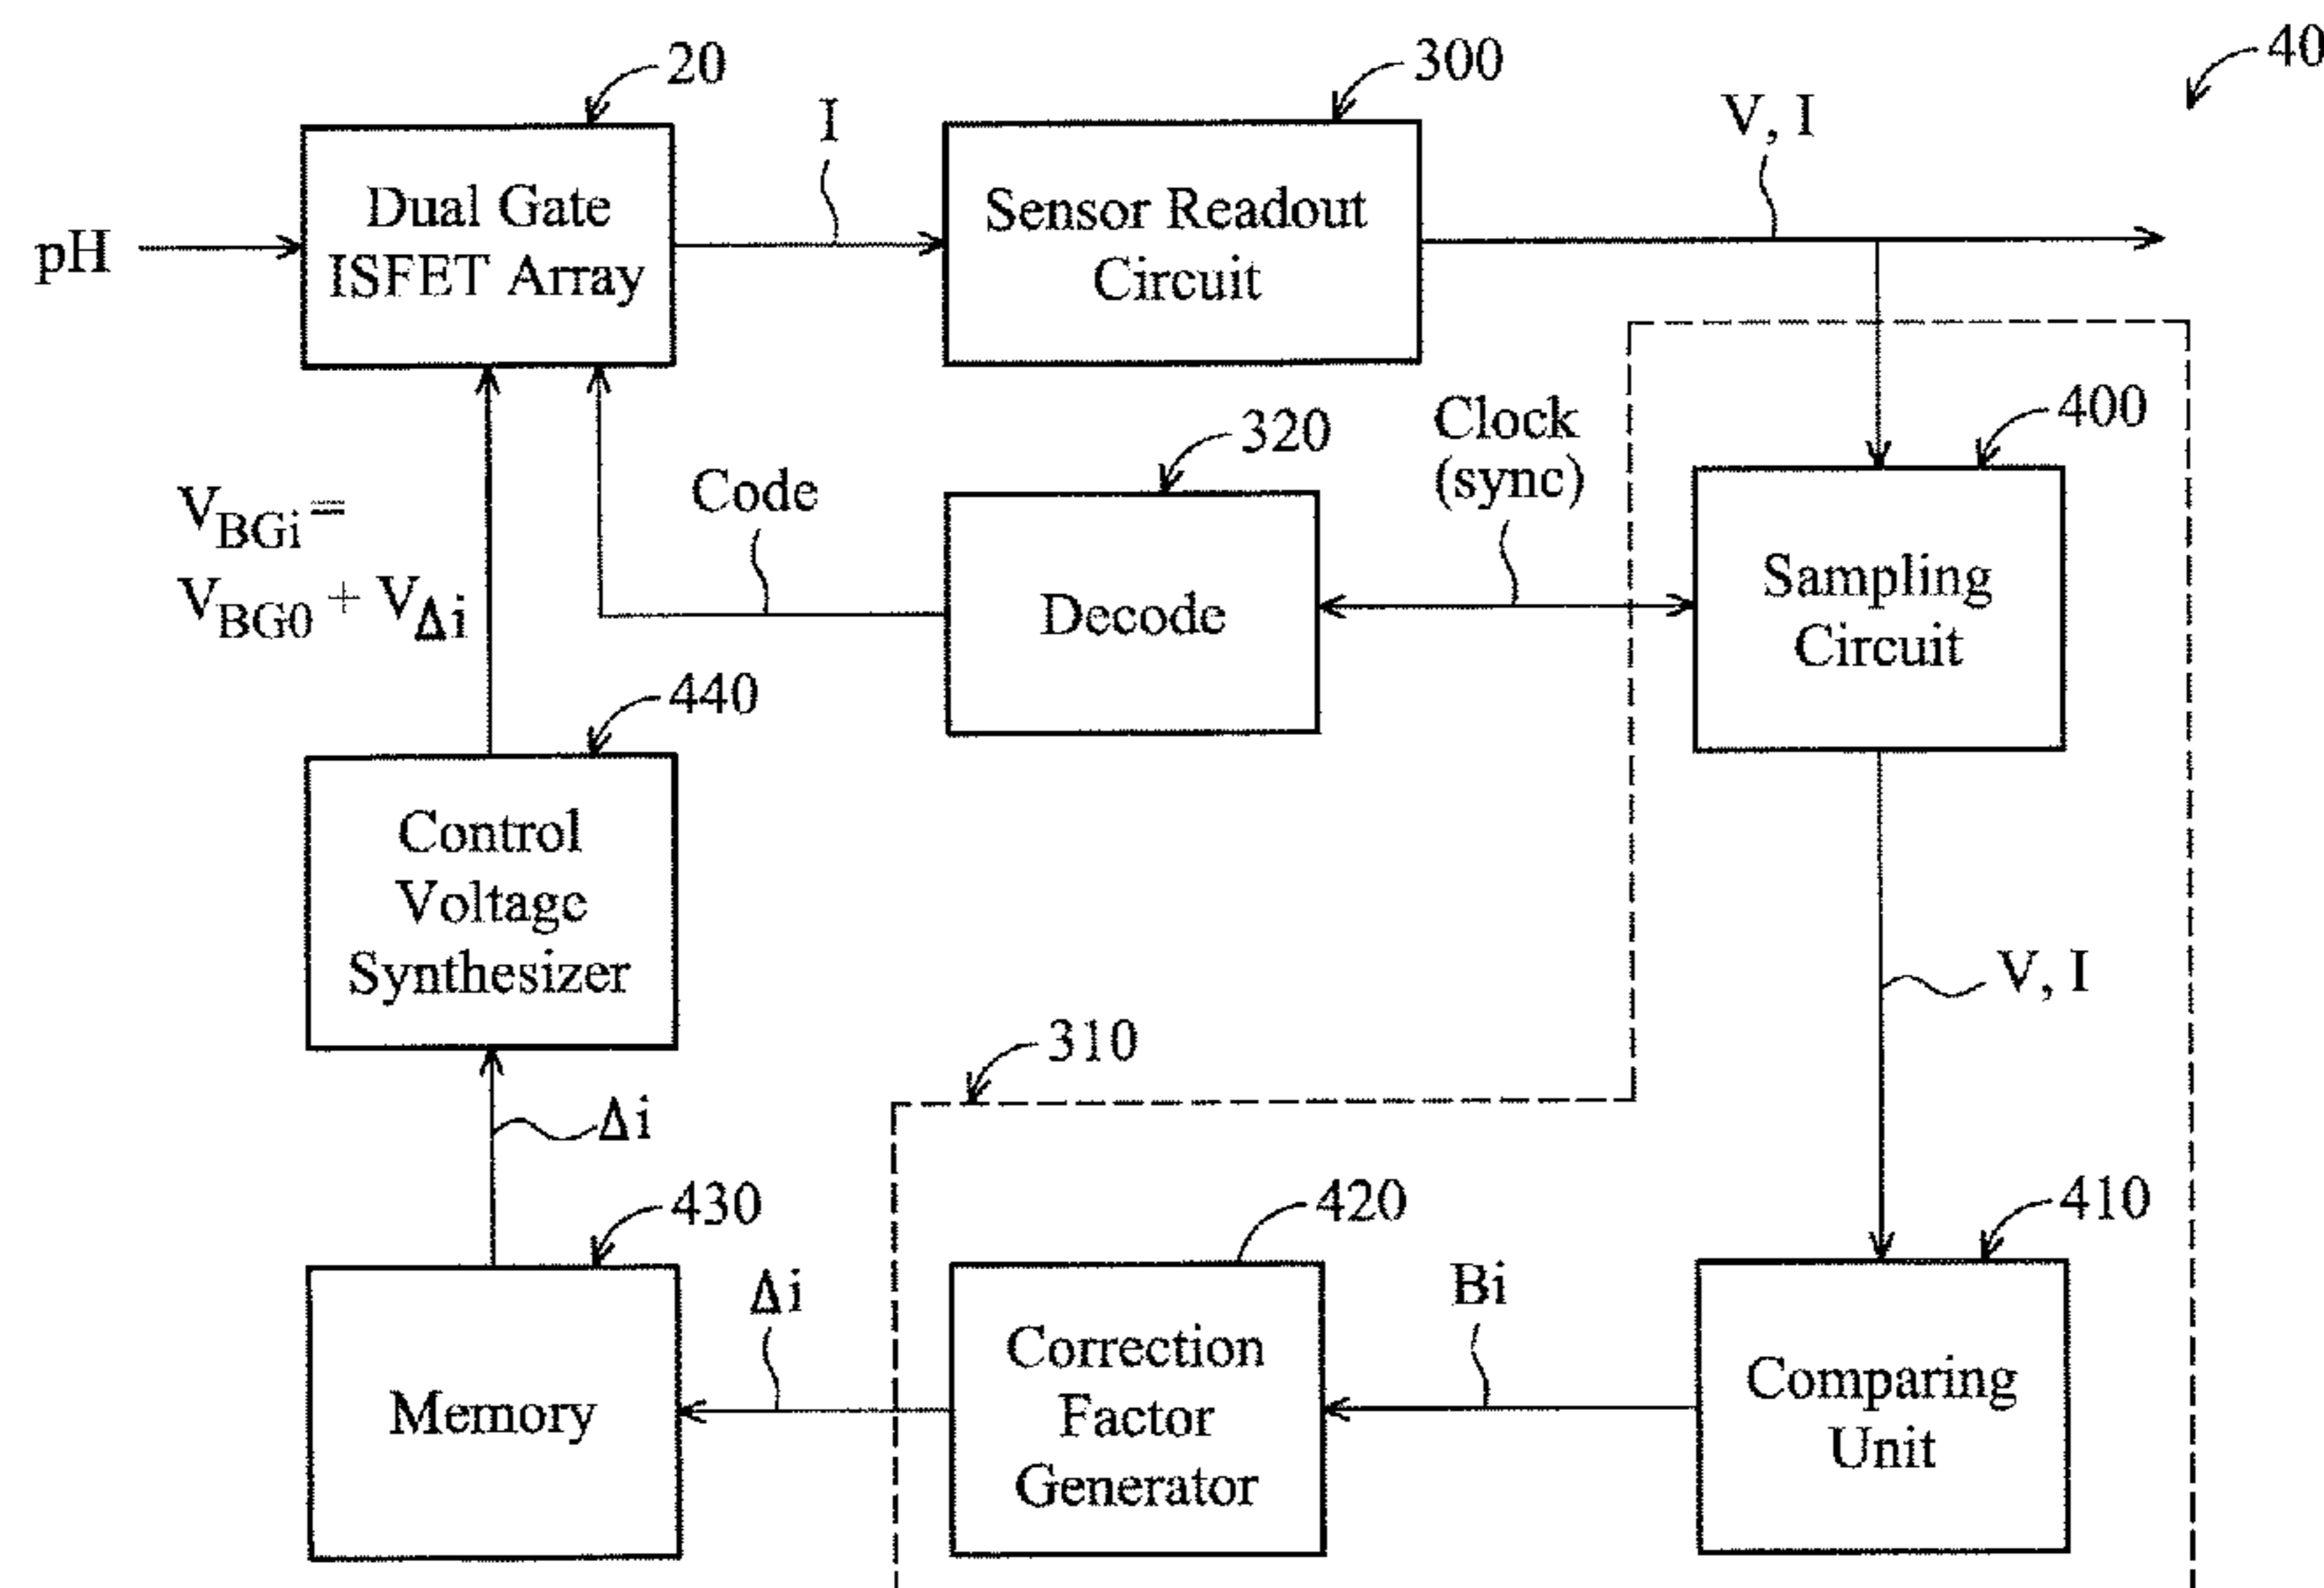 20
300
40
I
V, I
pH
Dual Gate
ISFET Array
Sensor Readout
Circuit
400
320
Clock
(sync)
Code
V_BGi =
V_BG0 + V_Δi
Decode
Sampling
Circuit
440
Control
Voltage
Synthesizer
V, I
310
Δi
430
420
410
Δi
Bi
Memory
Correction
Factor
Generator
Comparing
Unit